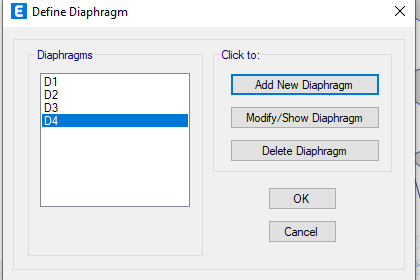 E Define Diaphragm
Diaphragms
D1
D2
D3
D4
Click to:
Add New Diaphragm
Modify/Show Diaphragm
Delete Diaphragm
OK
Cancel